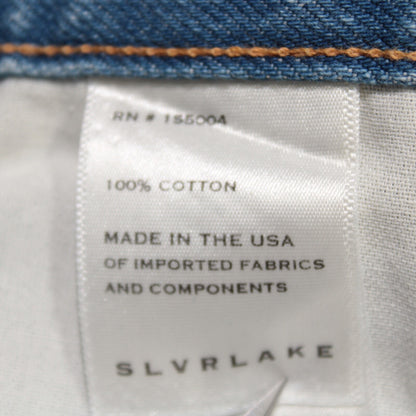 RN # 155004
100% COTTON
MADE IN THE USA
OF IMPORTED FABRICS
AND COMPONENTS
SLVRLAKE